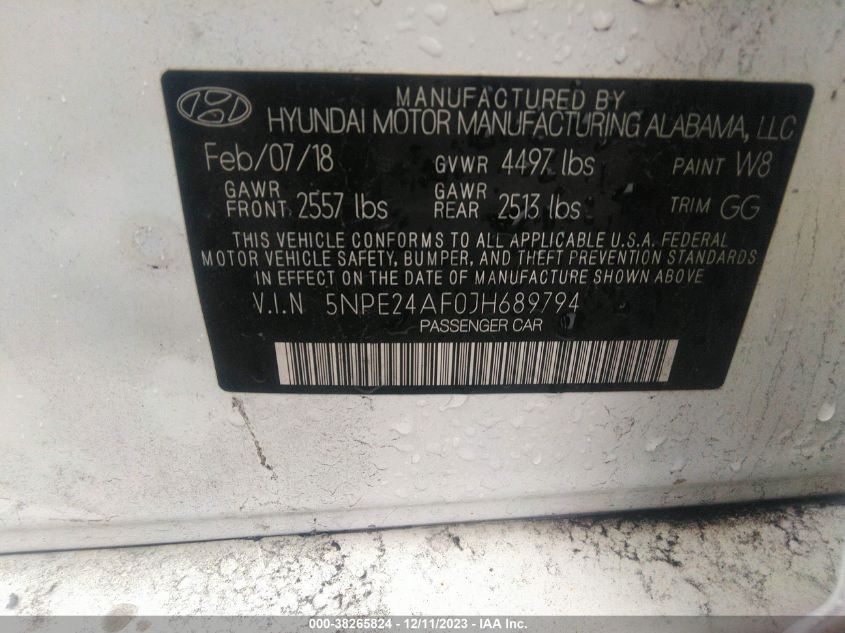 MANUFACTURED BY
HYUNDAI MOTOR MANUFACTURING ALABAMA, LLC
Feb/07/18 GVWR 4497 lbs PAINT W8
GAWR FRONT 2557 lbs GAWR REAR 2513 lbs TRIM GG
THIS VEHICLE CONFORMS TO ALL APPLICABLE U.S.A. FEDERAL
MOTOR VEHICLE SAFETY, BUMPER, AND THEFT PREVENTION STANDARDS
IN EFFECT ON THE DATE OF MANUFACTURE SHOWN ABOVE
V.I.N 5NPE24AF0JH689794
PASSENGER CAR
000-38265824 - 12/11/2023 - IAA Inc.